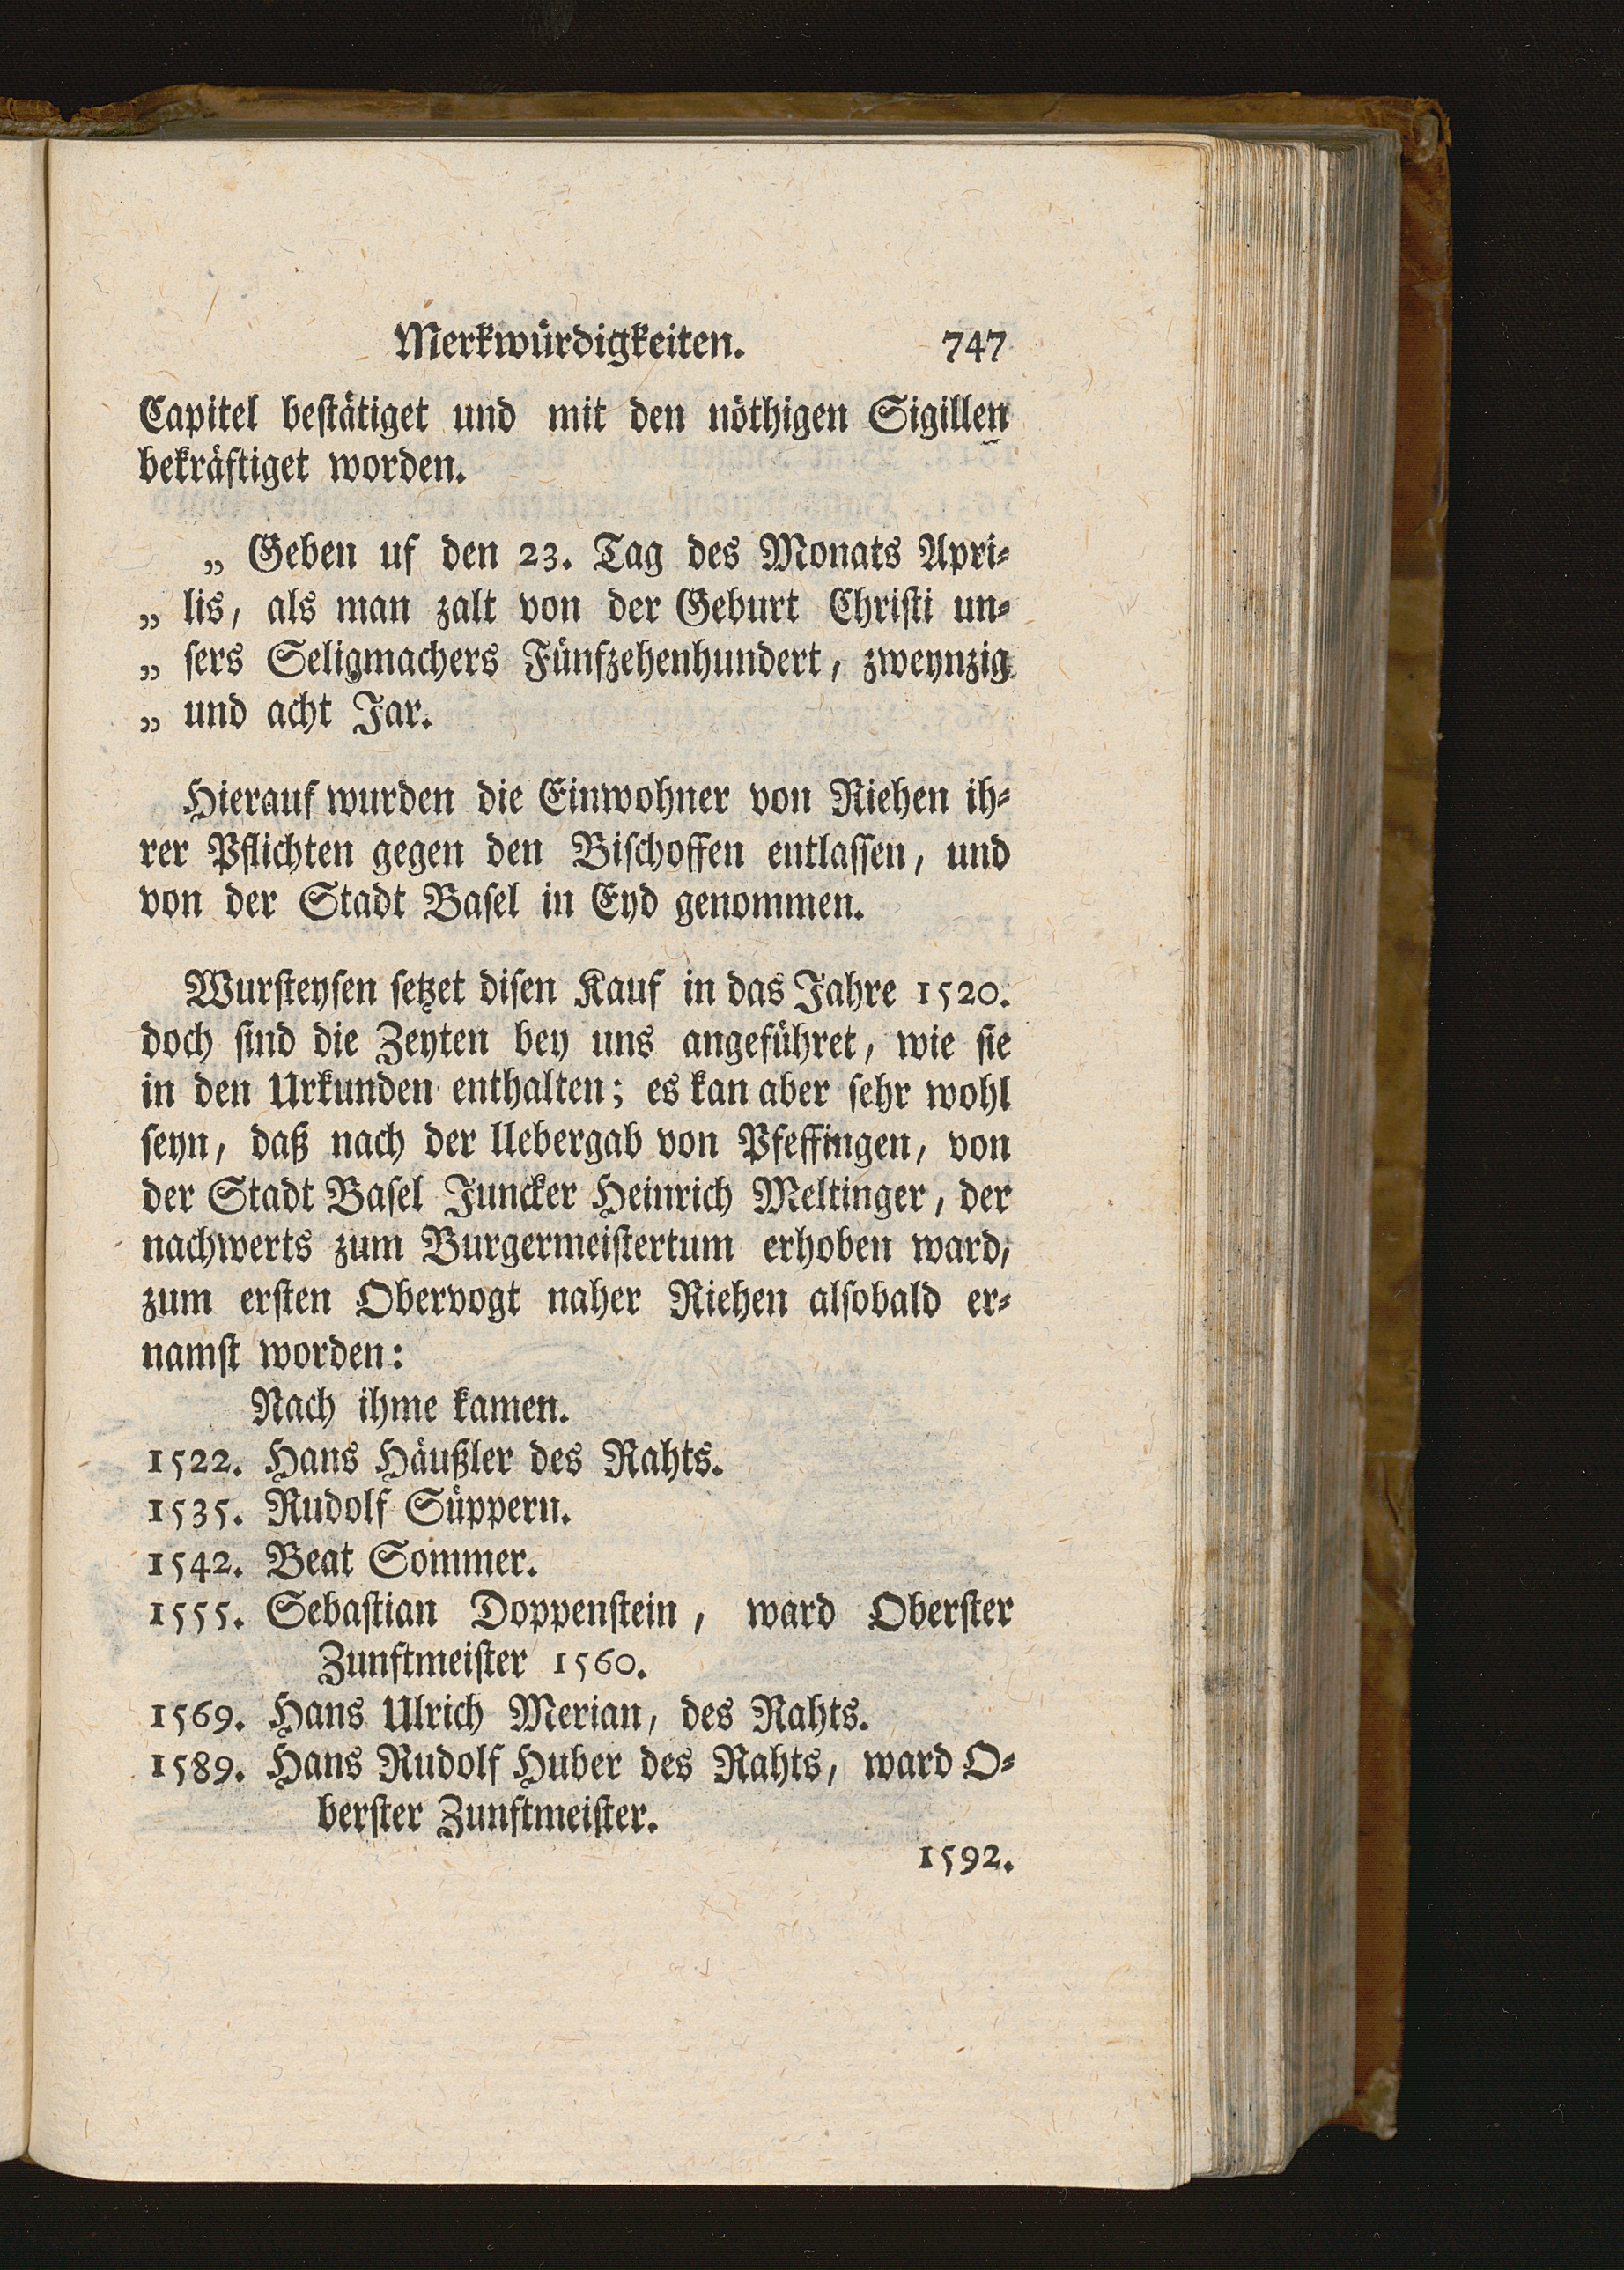 Merkwürdigkeiten. 747
Capitel bestätiget und mit den nöthigen Sigillen
bekräftiget worden.
„ Geben uf den 23. Tag des Monats Apri⸗
„ lis, als man zalt von der Geburt Christi un⸗
„ sers Seligmachers Fünfzehenhundert, zweynzig
„ und acht Jar.
Hierauf wurden die Einwohner von Riehen ih⸗
rer Pflichten gegen den Bischoffen entlassen, und
von der Stadt Basel in Eyd genommen.
Wursteysen setzet disen Kauf in das Jahre 1520.
doch sind die Zeyten bey uns angeführet, wie sie
in den Urkunden enthalten; es kan aber sehr wohl
seyn, daß nach der Uebergab von Pfeffingen, von
der Stadt Basel Juncker Heinrich Meltinger, der
nachwerts zum Burgermeistertum erhoben ward,
zum ersten Obervogt naher Riehen alsobald er⸗
namst worden:
Nach ihme kamen.
1522. Hans Häußler des Rahts.
1535. Rudolf Süppern.
1542. Beat Sommer.
1555. Sebastian Doppenstein, ward Oberster
Zunftmeister 1560.
1569. Hans Ulrich Merian, des Rahts.
1589. Hans Rudolf Huber des Rahts, ward O⸗
berster Zunftmeister.
1592.